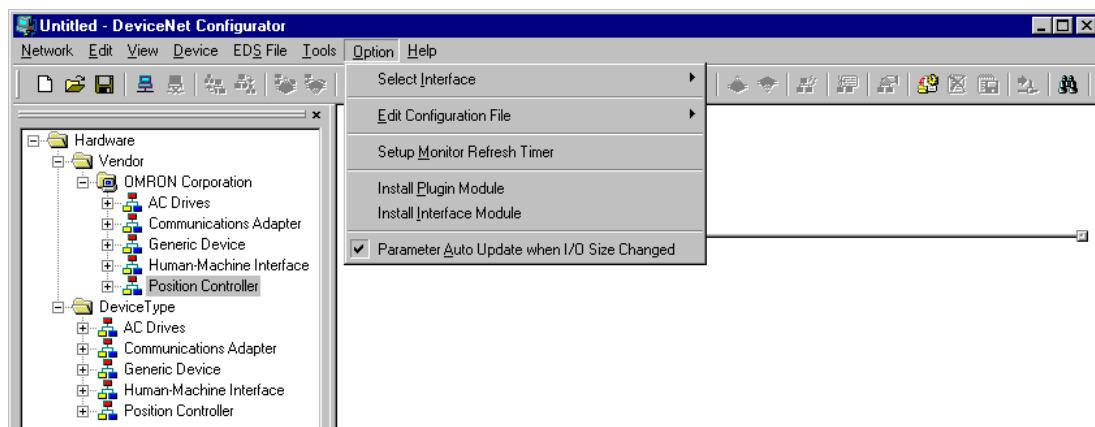 Untitled - DeviceNet Configurator
Network Edit View Device EDS File Tools Option Help
Select Interface
Edit Configuration File
Setup Monitor Refresh Timer
Install Plugin Module
Install Interface Module
Parameter Auto Update when I/O Size Changed
Hardware
Vendor
OMRON Corporation
AC Drives
Communications Adapter
Generic Device
Human-Machine Interface
Position Controller
DeviceType
AC Drives
Communications Adapter
Generic Device
Human-Machine Interface
Position Controller